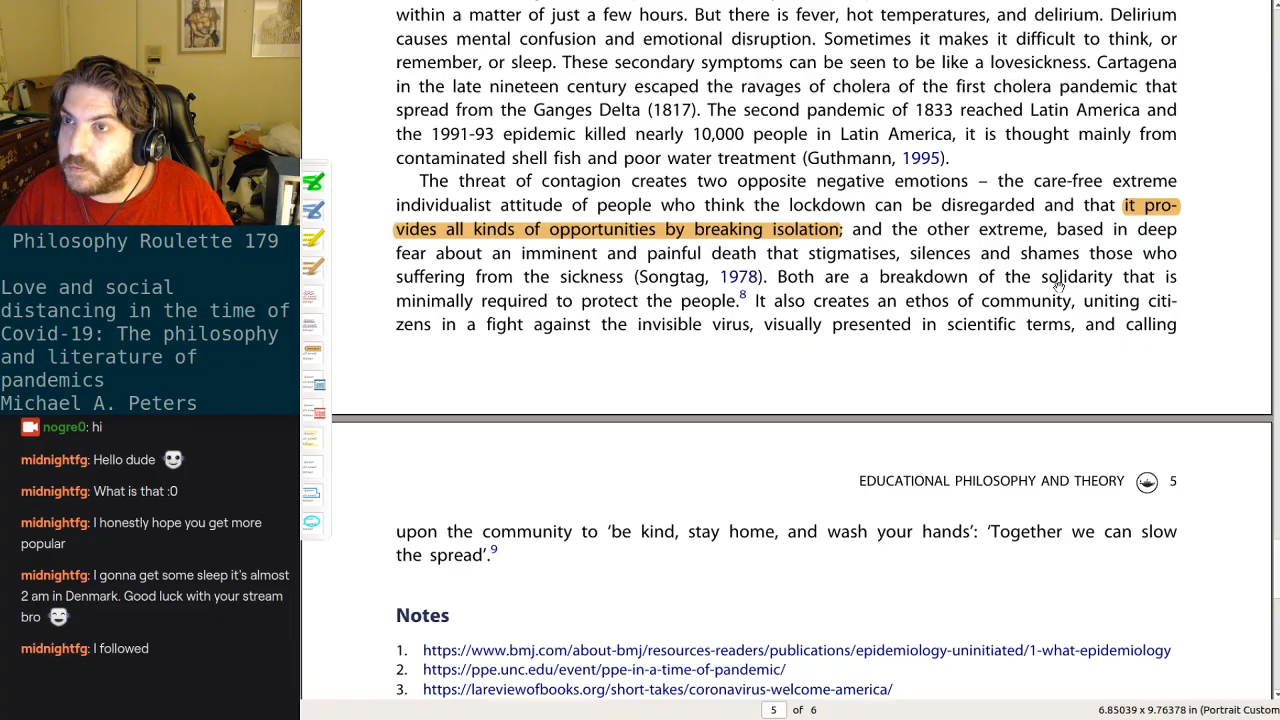 within a matter of just a few hours. But there is fever, hot temperatures, and delirium. Delirium
causes mental confusion and emotional disruption. Sometimes it makes it difficult to think, or
remember, or sleep. These secondary symptoms can be seen to be like a lovesickness. Cartagena
in the late nineteen century escaped the ravages of cholera of the first cholera pandemic that
spread from the Ganges Delta (1817). The second pandemic of 1833 reached Latin America and
the 1991-93 epidemic killed nearly 10,000 people in Latin America, it is thought mainly from
contaminated shell fish and poor water treatment (Guthmann, 1995).
The threat of contagion creates two opposite narrative emotions – the care-free extreme
individualist attitude of people who think the lockdown can be disregarded and that it pro
vides all kinds of opportunities by breaking isolation; and the other extreme, based in deep
fear about an imminent and painful death that demonises, ostracises and shames those
suffering from the illness (Songtag, 1978). Both cause a breakdown of the solidarity that is
minimally required to protect all people. It also creates an ethos of community, recruiting citi
zens in a fight against the invisible enemy, usually presented in scientific terms, and calling
Philosophy Roulette 179
Love and social
distancing in the time of
Covid-19: The philosophy
and literature of
pandemics
Michael A. Peters
nogre0: hi
midnightfg: Hello dude
midnightfg: What is that :0
midnightfg: I honestly hope you get more
popular
midnightfg: I gonna get some sleep it's almost
2 am in Denmark. Good luck with your stream
bro
midnightfg: I followed
EDUCATIONAL PHILOSOPHY AND THEORY
upon the community to 'be kind, stay home, and wash your hands': 'Together we can slow
the spread'.9
Notes
1. https://www.bmj.com/about-bmj/resources-readers/publications/epidemiology-uninitiated/1-what-epidemiology
2. https://ppe.unc.edu/event/ppe-in-a-time-of-pandemic/
3. https://lareviewofbooks.org/short-takes/coronavirus-welcome-america/
5 of 6
6.85039 x 9.76378 in (Portrait Custom